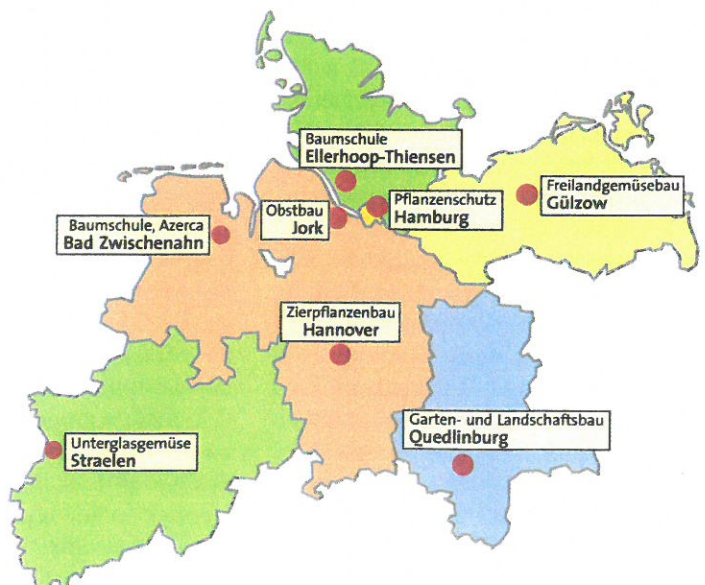 Baumschule
Ellerhoop-Thiensen
Freilandgemüsebau
Gülzow
Pflanzenschutz
Hamburg
Obstbau
Jork
Baumschule, Azerca
Bad Zwischenahn
Zierpflanzenbau
Hannover
Garten- und Landschaftsbau
Quedlinburg
Unterglasgemüse
Straelen